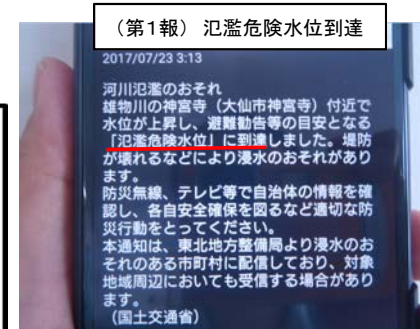 （第１報）氾濫危険水位到達
2017/07/23 3:13
河川氾濫のおそれ
雄物川の神宮寺（大仙市神宮寺）付近で
水位が上昇し、避難勧告等の目安となる
「氾濫危険水位」に到達しました。堤防
が壊れるなどにより浸水のおそれがあり
ます。
防災無線、テレビ等で自治体の情報を確
認し、各自安全確保を図るなど適切な防
災行動をとってください。
本通知は、東北地方整備局より浸水のお
それのある市町村に配信しており、対象
地域周辺においても受信する場合があり
ます。
（国土交通省）